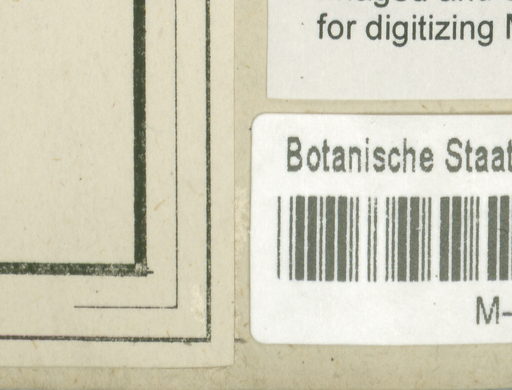 for digitizing
Botanische Staat
M-